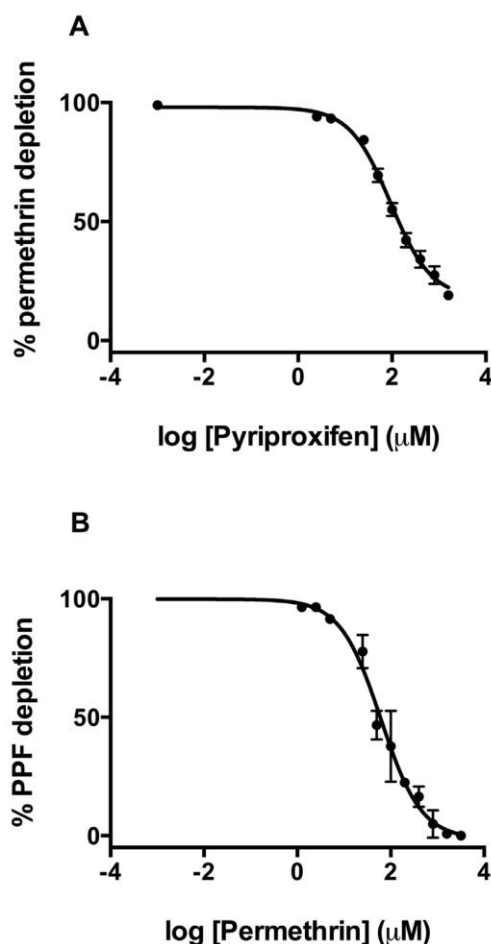 A
% permethrin depletion
100
50
0
-4
-2
0
2
4
log [Pyriproxifen] (μM)
B
% PPF depletion
100
50
0
-4
-2
0
2
4
log [Permethrin] (μM)